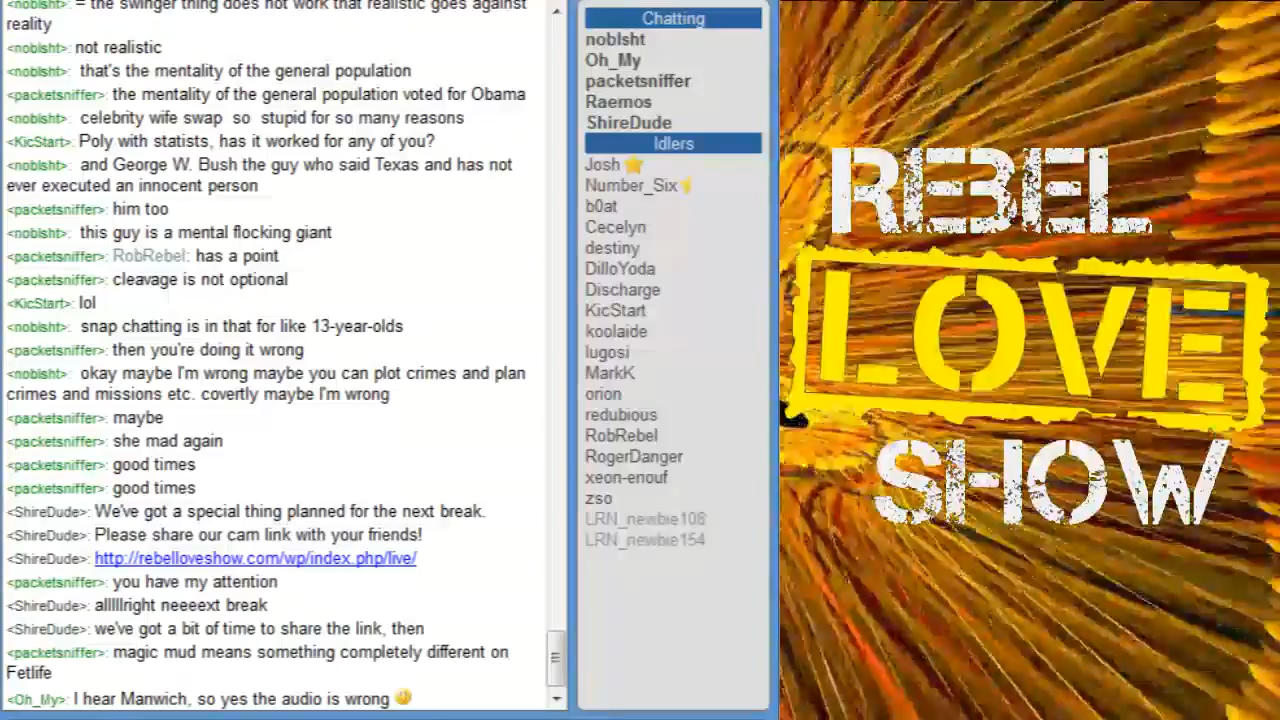 <noblsht>: = the swinger thing does not work that realistic goes against
reality
<noblsht>: not realistic
<noblsht>: that's the mentality of the general population
<packetsniffer>: the mentality of the general population voted for Obama
<noblsht>: celebrity wife swap so stupid for so many reasons
<KicStart>: Poly with statists, has it worked for any of you?
<noblsht>: and George W. Bush the guy who said Texas and has not
ever executed an innocent person
<packetsniffer>: him too
<noblsht>: this guy is a mental flocking giant
<packetsniffer>: RobRebel: has a point
<packetsniffer>: cleavage is not optional
<KicStart>: lol
<noblsht>: snap chatting is in that for like 13-year-olds
<packetsniffer>: then you're doing it wrong
<noblsht>: okay maybe I'm wrong maybe you can plot crimes and plan
crimes and missions etc. covertly maybe I'm wrong
<packetsniffer>: maybe
<packetsniffer>: she mad again
<packetsniffer>: good times
<packetsniffer>: good times
<ShireDude>: We've got a special thing planned for the next break.
<ShireDude>: Please share our cam link with your friends!
<ShireDude>: http://rebelloveshow.com/wp/index.php/live/
<packetsniffer>: you have my attention
<ShireDude>: alllllright neeeext break
<ShireDude>: we've got a bit of time to share the link, then
<packetsniffer>: magic mud means something completely different on
Fetlife
<Oh_My>: I hear Manwich, so yes the audio is wrong
Chatting
noblsht
Oh_My
packetsniffer
Raemos
ShireDude
Idlers
Josh
Number_Six
b0at
Cecelyn
destiny
DilloYoda
Discharge
KicStart
koolaide
lugosi
MarkK
orion
redubious
RobRebel
RogerDanger
xeon-enouf
zso
LRN_newbie108
LRN_newbie154
REBEL
LOVE
SHOW